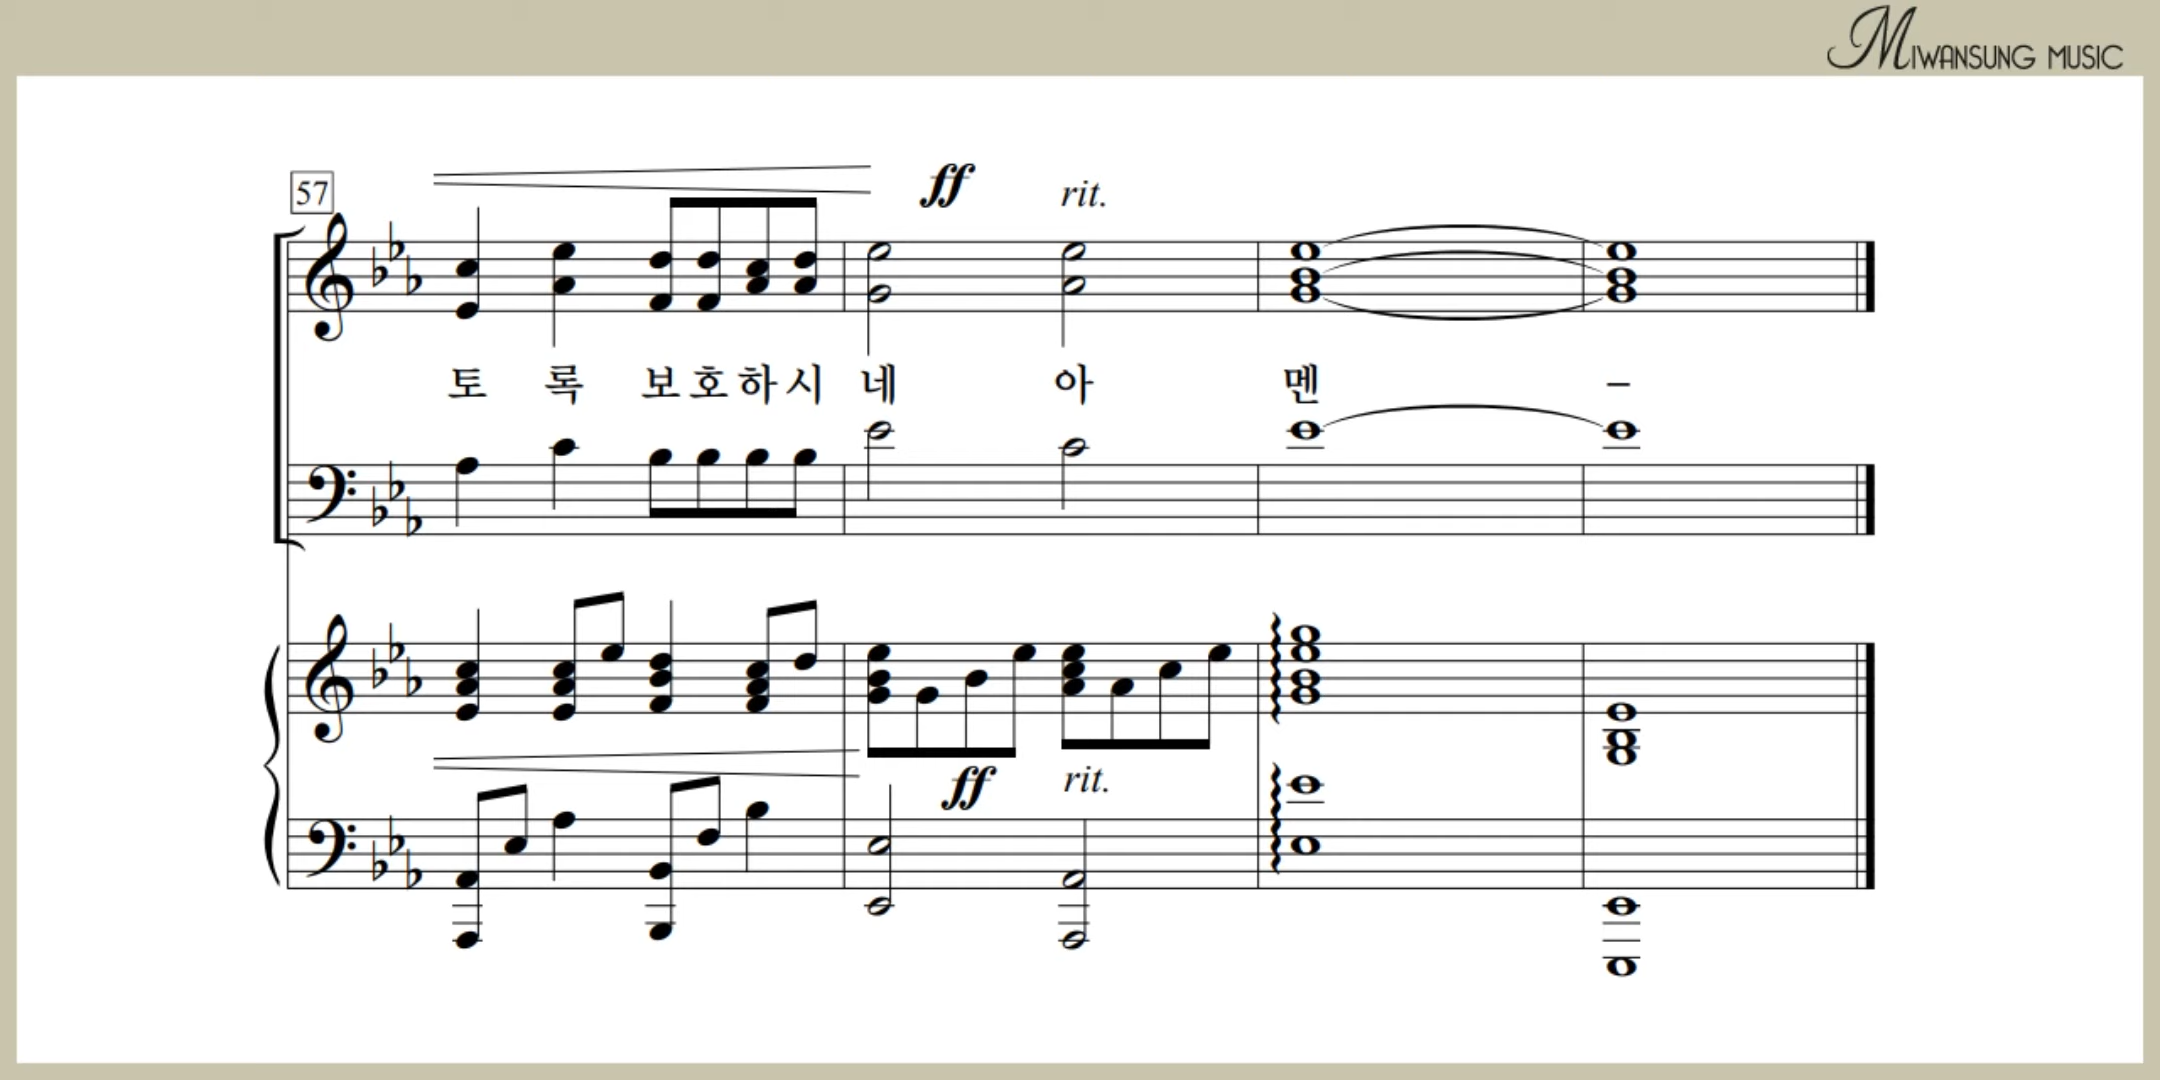 MIWANSUNG MUSIC
57
ff rit.
토 록 보 호 하 시 네 아 멘 –
ff rit.